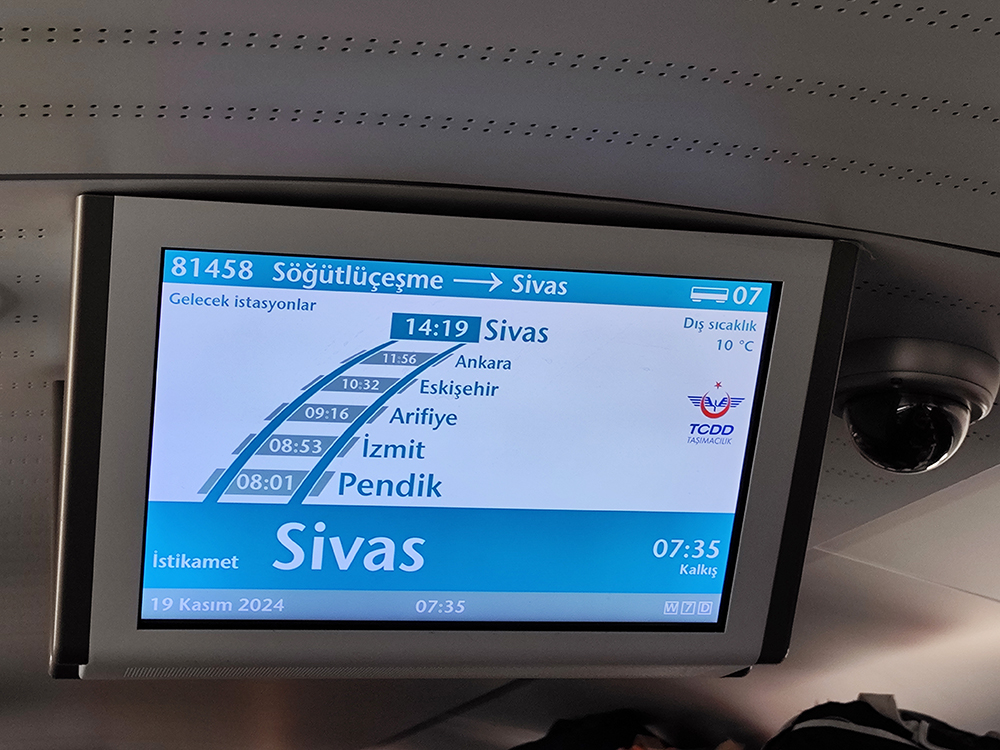 81458 Söğütlüçeşme → Sivas 07
Gelecek istasyonlar
Dış sıcaklık
10 °C
14:19 Sivas
11:56 Ankara
10:32 Eskişehir
09:16 Arifiye
08:53 İzmit
08:01 Pendik
TCDD
TAŞIMACILIK
İstikamet Sivas
07:35
Kalkış
19 Kasım 2024 07:35 W 7 D